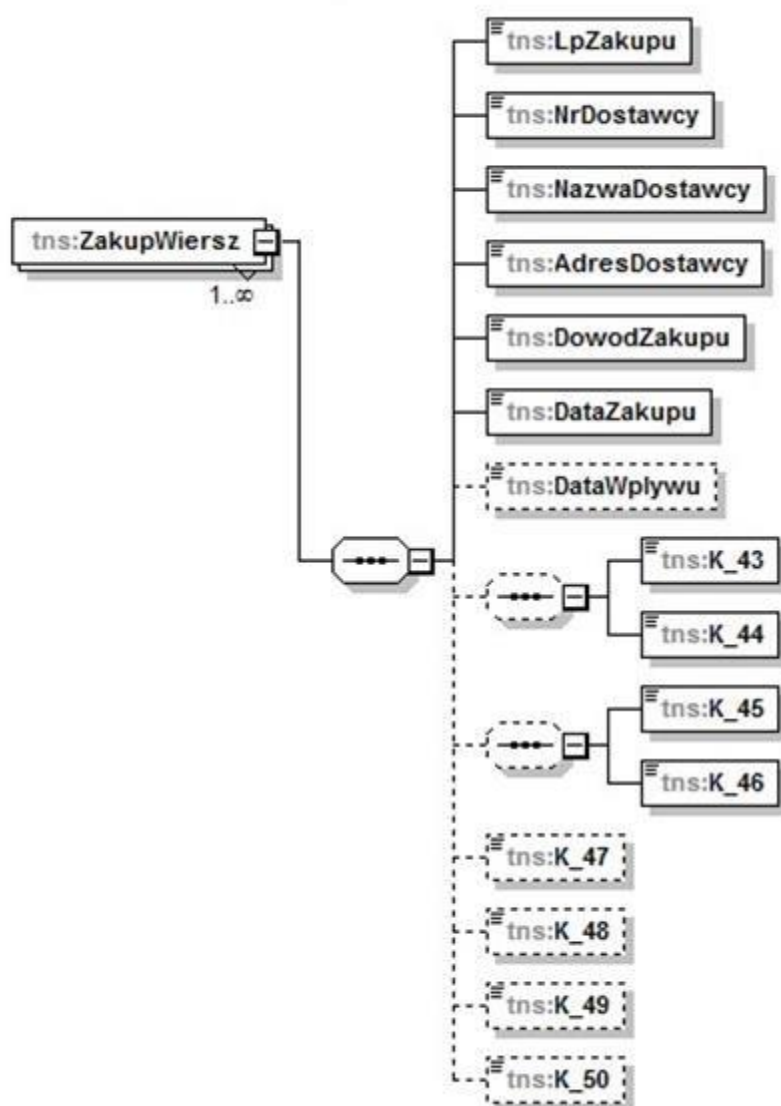 tns:LpZakupu
tns:NrDostawcy
tns:NazwaDostawcy
tns:ZakupWiersz
1..∞
tns:AdresDostawcy
tns:DowodZakupu
tns:DataZakupu
tns:DataWplywu
tns:K_43
tns:K_44
tns:K_45
tns:K_46
tns:K_47
tns:K_48
tns:K_49
tns:K_50